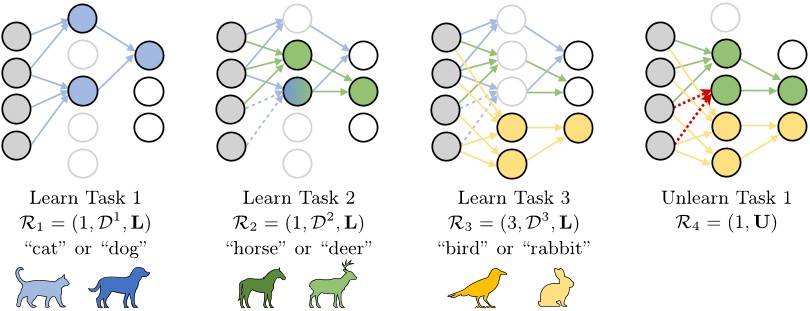 Learn Task 1
R₁ = (1, D¹, L)
“cat” or “dog”
Learn Task 2
R₂ = (1, D², L)
“horse” or “deer”
Learn Task 3
R₃ = (3, D³, L)
“bird” or “rabbit”
Unlearn Task 1
R₄ = (1, U)